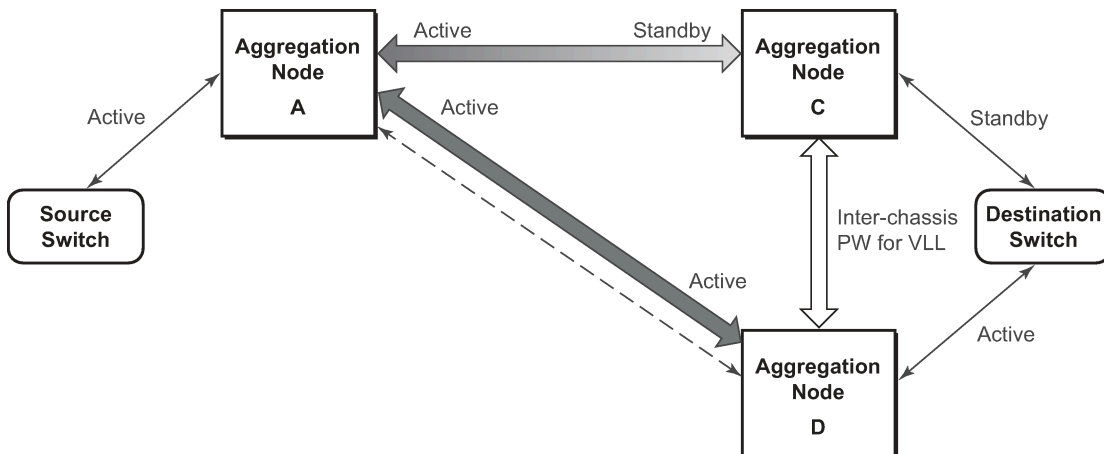 Aggregation
Node
A
Active
Standby
Aggregation
Node
C
Active
Active
Standby
Source
Switch
Inter-chassis
PW for VLL
Destination
Switch
Active
Active
Aggregation
Node
D